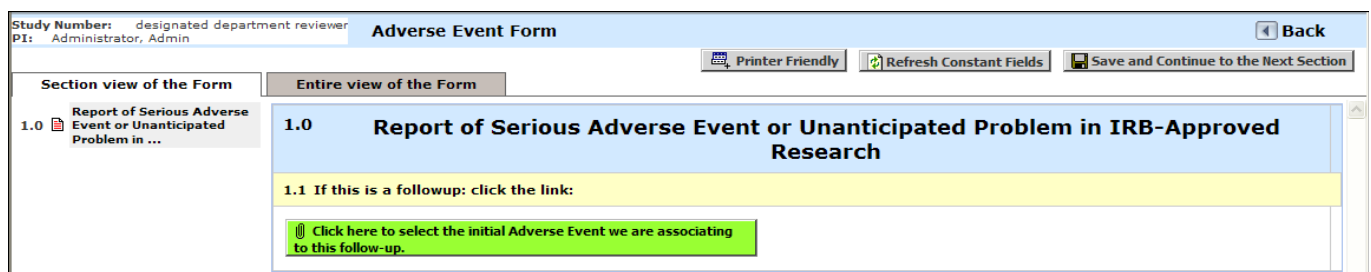 Study Number: designated department reviewer
PI: Administrator, Admin
Adverse Event Form
Back
Printer Friendly
Refresh Constant Fields
Save and Continue to the Next Section
Section view of the Form
Entire view of the Form
1.0 Report of Serious Adverse
Event or Unanticipated
Problem in ...
1.0 Report of Serious Adverse Event or Unanticipated Problem in IRB-Approved
Research
1.1 If this is a followup: click the link:
Click here to select the initial Adverse Event we are associating
to this follow-up.